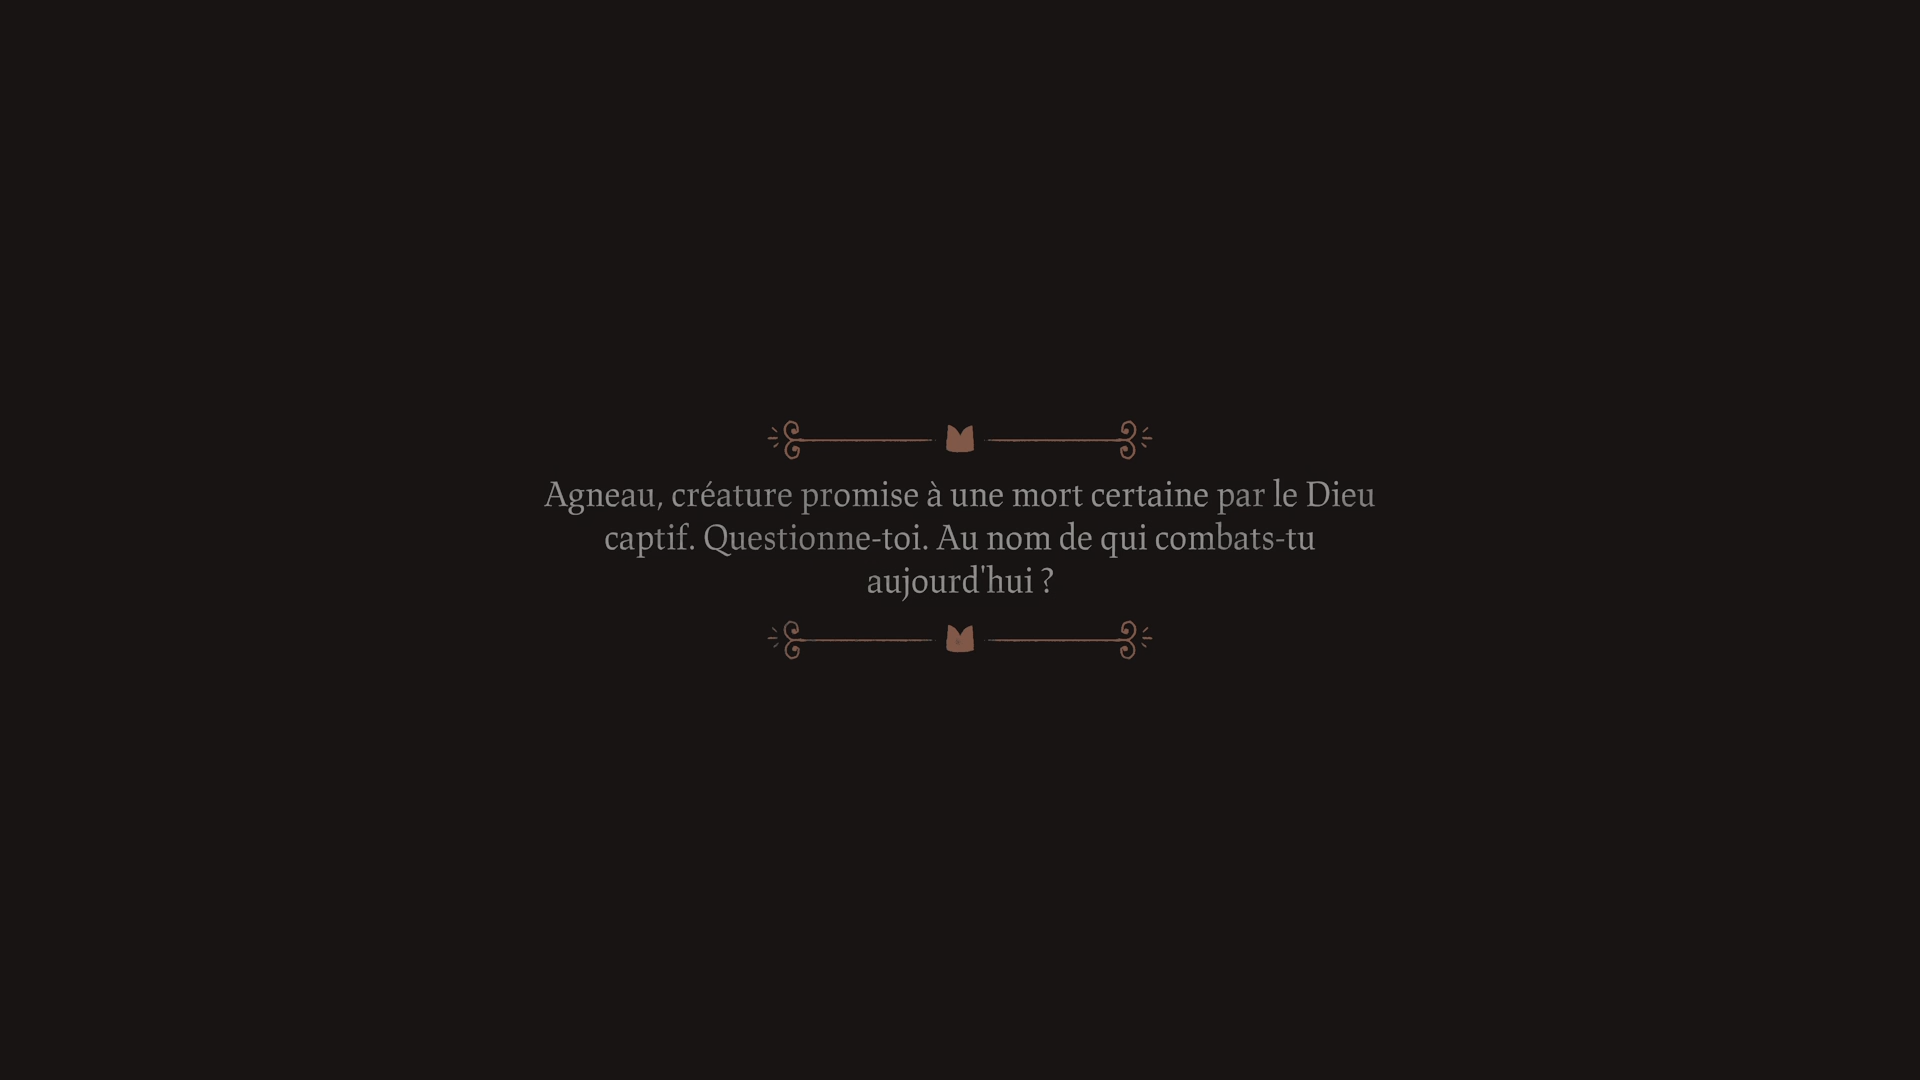 Agneau, créature promise à une mort certaine par le Dieu
captif. Questionne-toi. Au nom de qui combats-tu
aujourd'hui ?